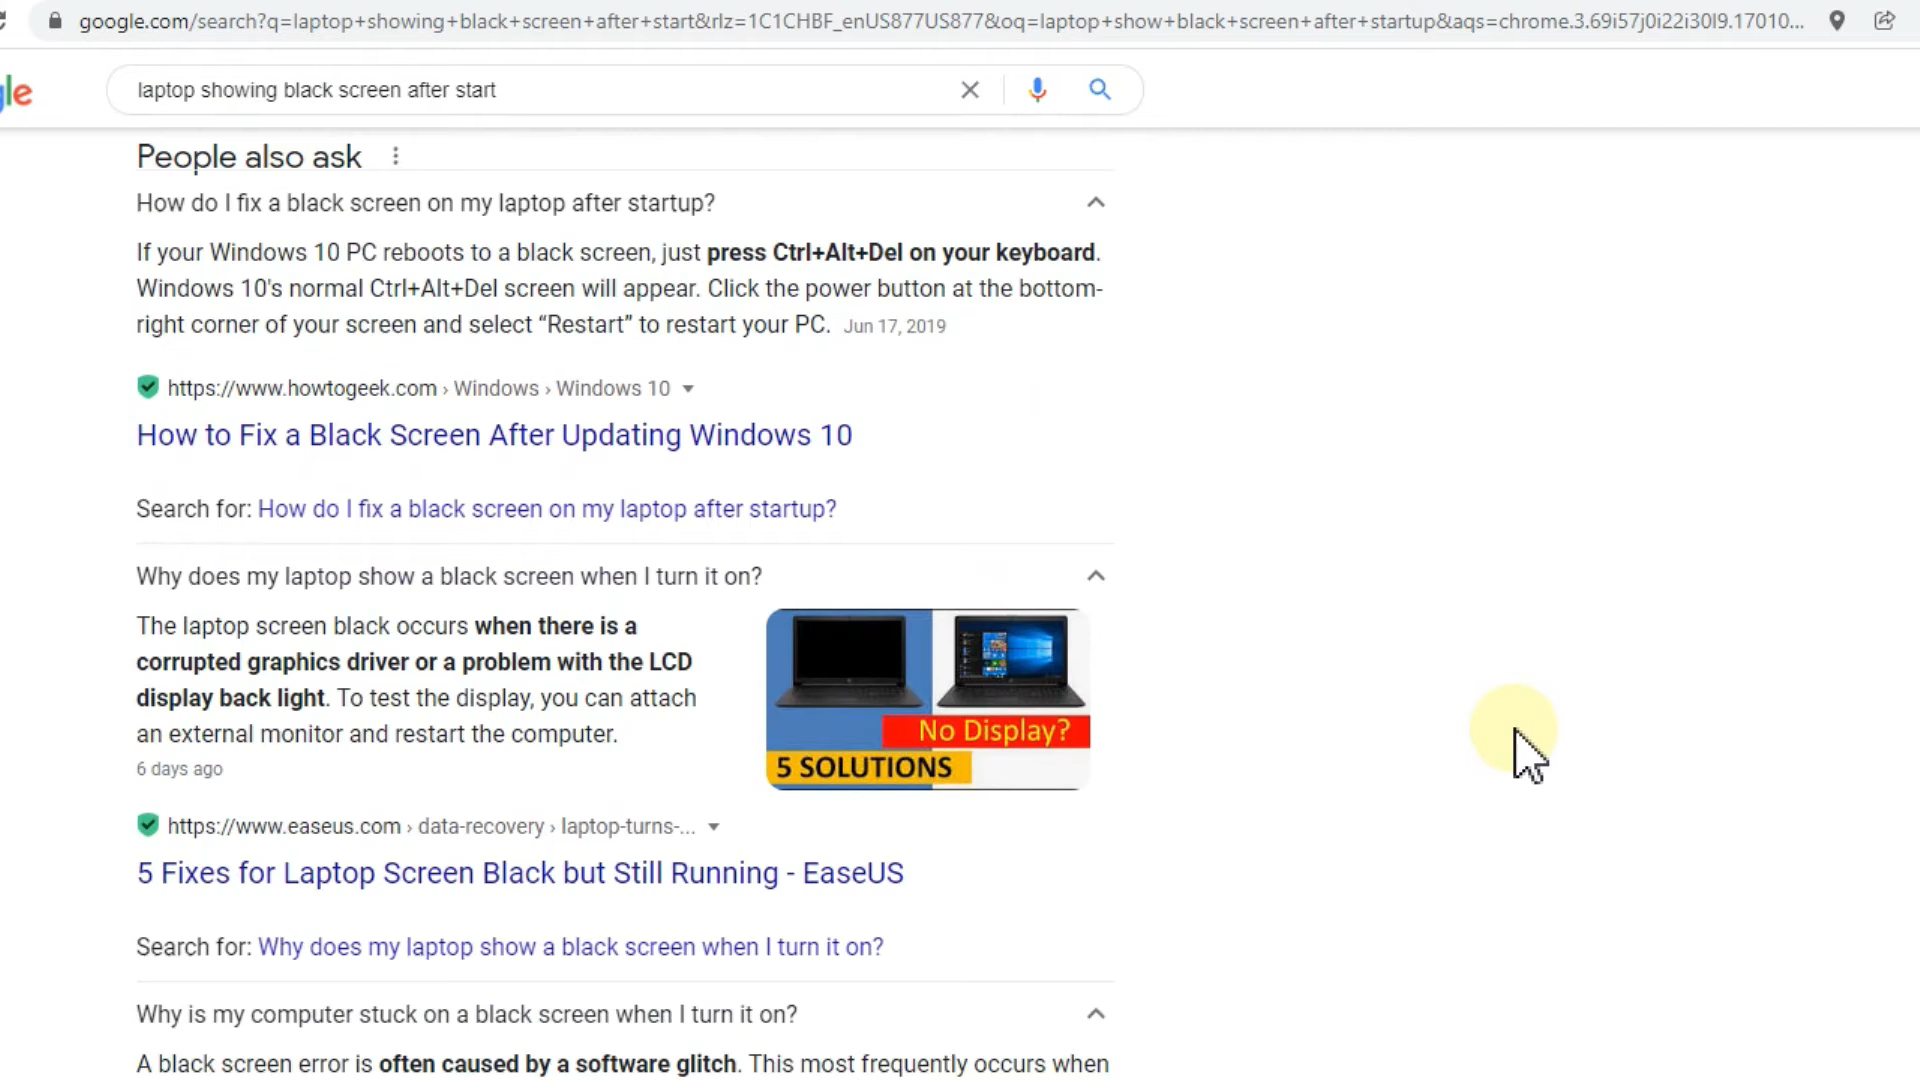 google.com/search?q=laptop+showing+black+screen+after+start&rlz=1C1CHBF_enUS877US877&oq=laptop+show+black+screen+after+startup&aqs=chrome.3.69i57j0i22i30l9.17010...
gle
laptop showing black screen after start
People also ask
How do I fix a black screen on my laptop after startup?
If your Windows 10 PC reboots to a black screen, just press Ctrl+Alt+Del on your keyboard.
Windows 10's normal Ctrl+Alt+Del screen will appear. Click the power button at the bottom-
right corner of your screen and select “Restart” to restart your PC. Jun 17, 2019
https://www.howtogeek.com › Windows › Windows 10
How to Fix a Black Screen After Updating Windows 10
Search for: How do I fix a black screen on my laptop after startup?
Why does my laptop show a black screen when I turn it on?
The laptop screen black occurs when there is a
corrupted graphics driver or a problem with the LCD
display back light. To test the display, you can attach
an external monitor and restart the computer.
6 days ago
No Display?
5 SOLUTIONS
https://www.easeus.com › data-recovery › laptop-turns-...
5 Fixes for Laptop Screen Black but Still Running - EaseUS
Search for: Why does my laptop show a black screen when I turn it on?
Why is my computer stuck on a black screen when I turn it on?
A black screen error is often caused by a software glitch. This most frequently occurs when